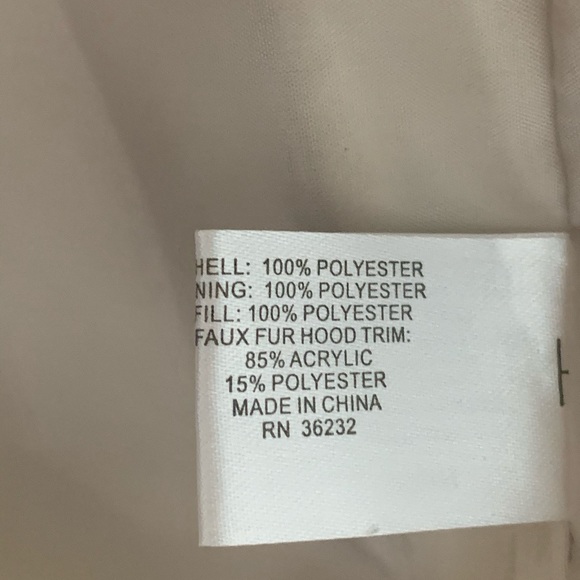 HELL: 100% POLYESTER
NING: 100% POLYESTER
FILL: 100% POLYESTER
FAUX FUR HOOD TRIM:
85% ACRYLIC
15% POLYESTER
MADE IN CHINA
RN 36232